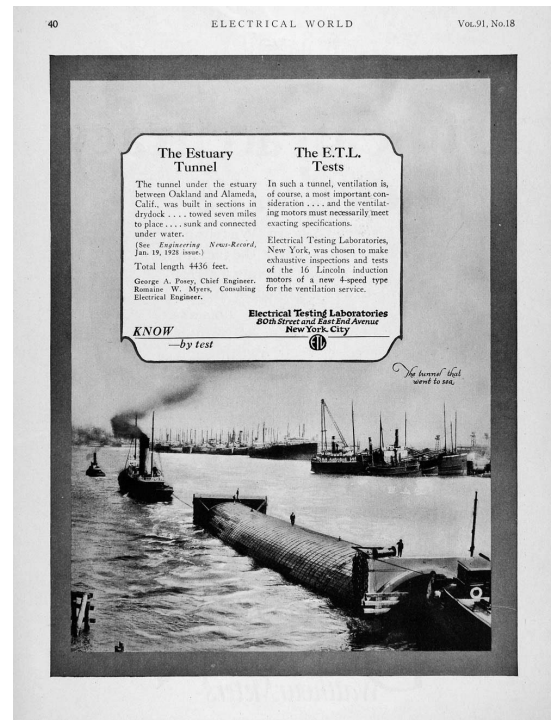 40
ELECTRICAL WORLD
VOL.91, No.18
The Estuary
Tunnel
The tunnel under the estuary
between Oakland and Alameda,
Calif., was built in sections in
drydock . . . . towed seven miles
to place . . . . sunk and connected
under water.
(See Engineering News-Record,
Jan. 19, 1928 issue.)
Total length 4436 feet.
George A. Posey, Chief Engineer.
Romaine W. Myers, Consulting
Electrical Engineer.
The E.T.L.
Tests
In such a tunnel, ventilation is,
of course, a most important con-
sideration . . . . and the ventilat-
ing motors must necessarily meet
exacting specifications.
Electrical Testing Laboratories,
New York, was chosen to make
exhaustive inspections and tests
of the 16 Lincoln induction
motors of a new 4-speed type
for the ventilation service.
Electrical Testing Laboratories
80th Street and East End Avenue
New York City
KNOW
—by test
ETL
The tunnel that
went to sea